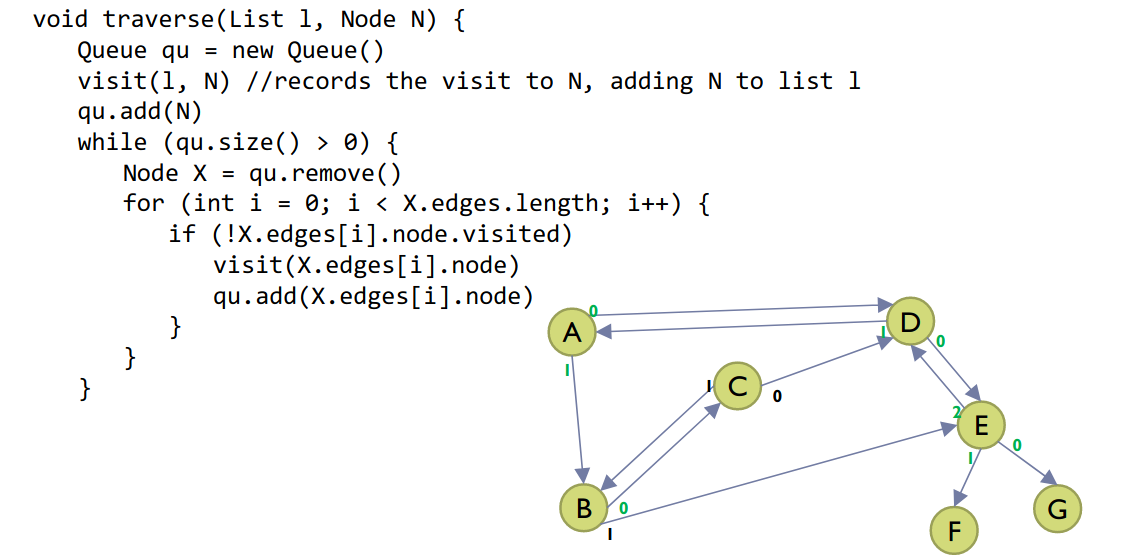 void traverse(List l, Node N) {
Queue qu = new Queue()
visit(l, N) //records the visit to N, adding N to list l
qu.add(N)
while (qu.size() > 0) {
Node X = qu.remove()
for (int i = 0; i < X.edges.length; i++) {
if (!X.edges[i].node.visited)
visit(X.edges[i].node)
qu.add(X.edges[i].node)
}
}
}
A
0
1
D
1
0
C
1
0
2
E
1
0
B
0
1
F
G